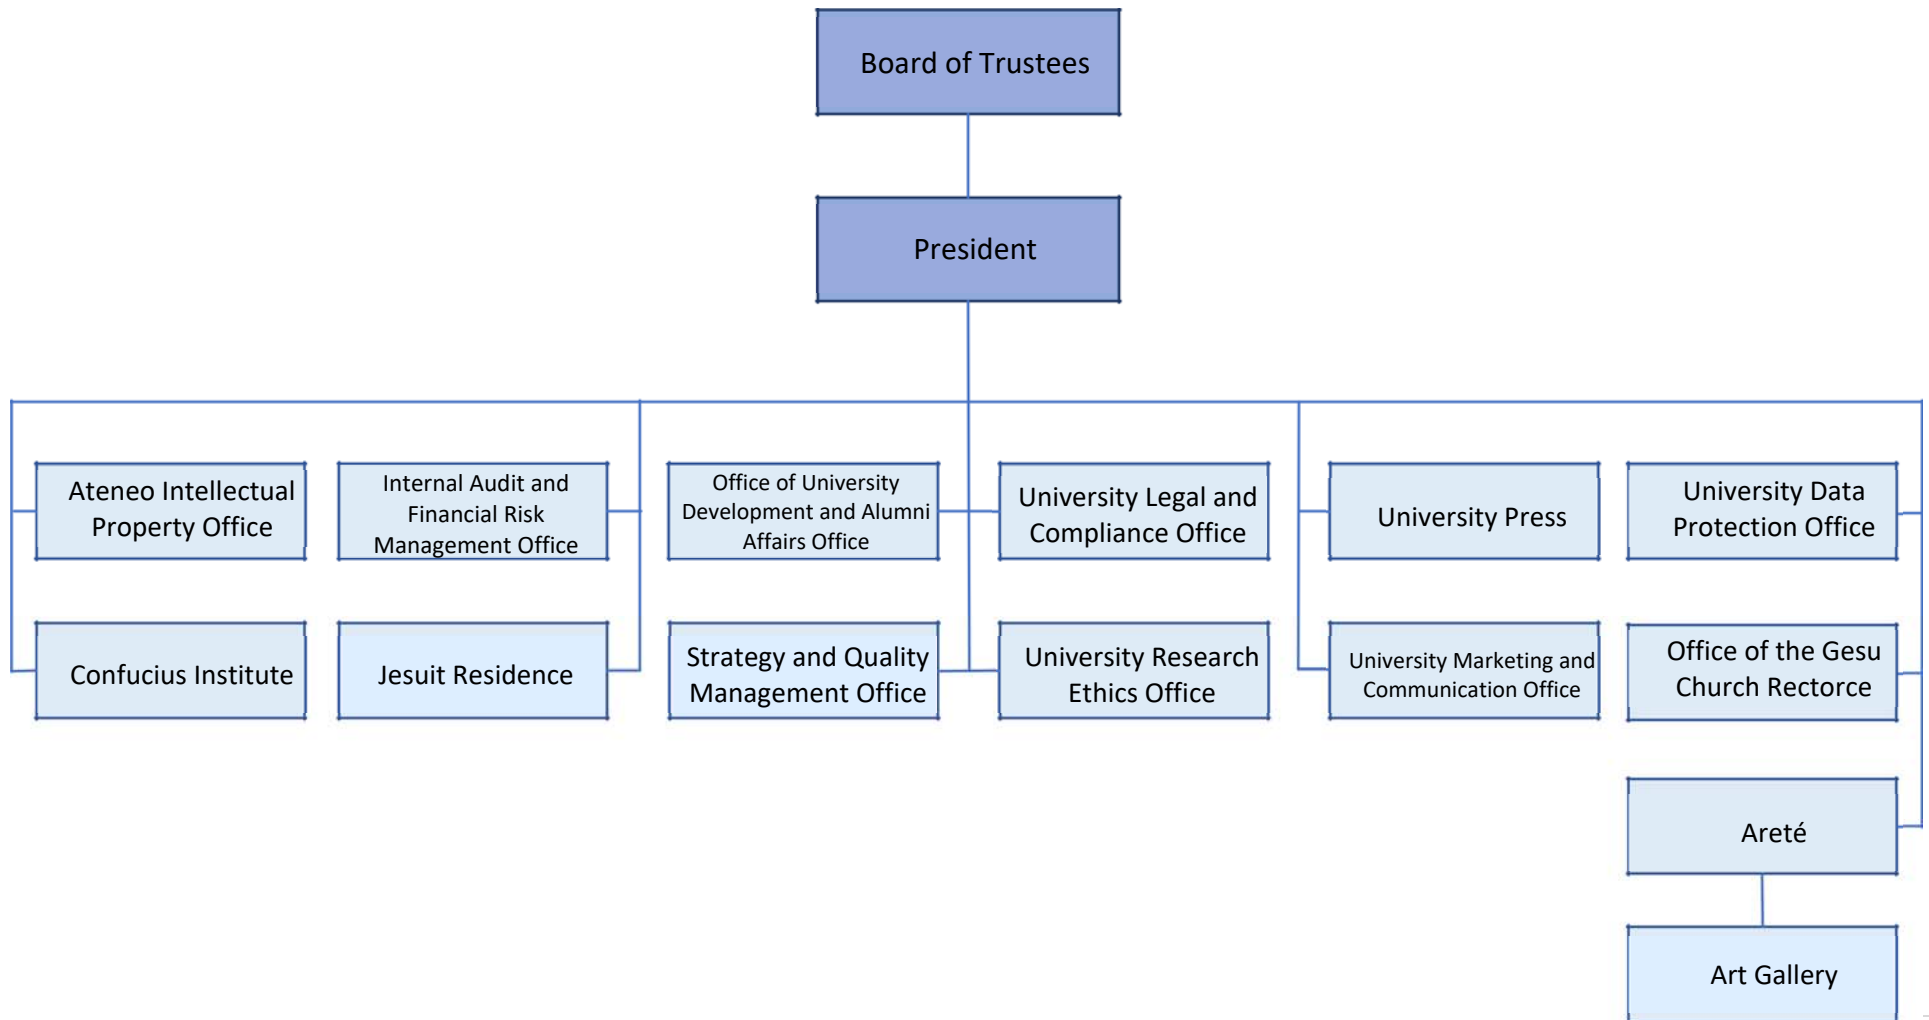 Board of Trustees
President
Ateneo Intellectual
Property Office
Internal Audit and
Financial Risk
Management Office
Office of University
Development and Alumni
Affairs Office
University Legal and
Compliance Office
University Press
University Data
Protection Office
Confucius Institute
Jesuit Residence
Strategy and Quality
Management Office
University Research
Ethics Office
University Marketing and
Communication Office
Office of the Gesu
Church Rectorce
Areté
Art Gallery